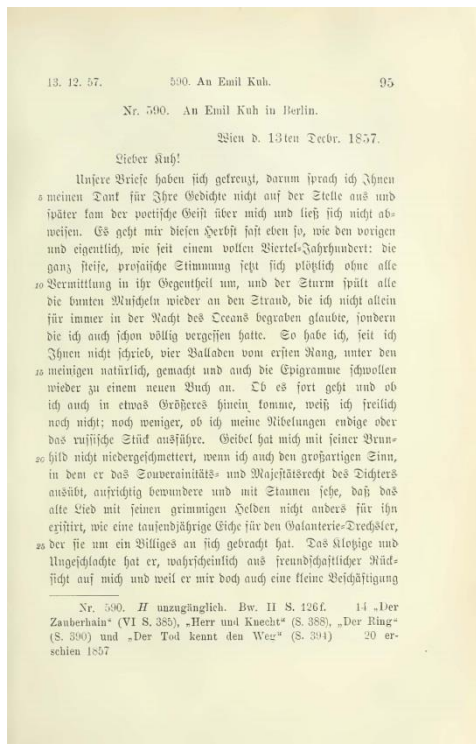 13. 12. 57. 590. An Emil Kuh. 95
Nr. 590. An Emil Kuh in Berlin.
Wien d. 13ten Decbr. 1857.
Lieber Kuh!
Unsere Briefe haben sich gekreuzt, darum sprach ich Ihnen
5 meinen Dank für Ihre Gedichte nicht auf der Stelle aus und
später kam der poetische Geist über mich und ließ sich nicht ab=
weisen. Es geht mir diesen Herbst fast eben so, wie den vorigen
und eigentlich, wie seit einem vollen Viertel=Jahrhundert: die
ganz steife, prosaische Stimmung setzt sich plötzlich ohne alle
10 Vermittlung in ihr Gegentheil um, und der Sturm spült alle
die bunten Muscheln wieder an den Strand, die ich nicht allein
für immer in der Nacht des Oceans begraben glaubte, sondern
die ich auch schon völlig vergessen hatte. So habe ich, seit ich
Ihnen nicht schrieb, vier Balladen vom ersten Rang, unter den
15 meinigen natürlich, gemacht und auch die Epigramme schwollen
wieder zu einem neuen Buch an. Ob es fort geht und ob
ich auch in etwas Größeres hinein komme, weiß ich freilich
noch nicht; noch weniger, ob ich meine Nibelungen endige oder
das russische Stück ausführe. Geibel hat mich mit seiner Brun=
20 hild nicht niedergeschmettert, wenn ich auch den großartigen Sinn,
in dem er das Souverainitäts= und Majestätsrecht des Dichters
ausübt, aufrichtig bewundere und mit Staunen sehe, daß das
alte Lied mit seinen grimmigen Helden nicht anders für ihn
existirt, wie eine tausendjährige Eiche für den Galanterie=Drechsler,
25 der sie um ein Billiges an sich gebracht hat. Das Klotzige und
Ungeschlachte hat er, wahrscheinlich aus freundschaftlicher Rück=
sicht auf mich und weil er mir doch auch eine kleine Beschäftigung
Nr. 590. H unzugänglich. Bw. II S. 126f. 14 „Der
Zauberhain“ (VI S. 385), „Herr und Knecht“ (S. 388), „Der Ring“
(S. 390) und „Der Tod kennt den Weg“ (S. 394) 20 er-
schien 1857